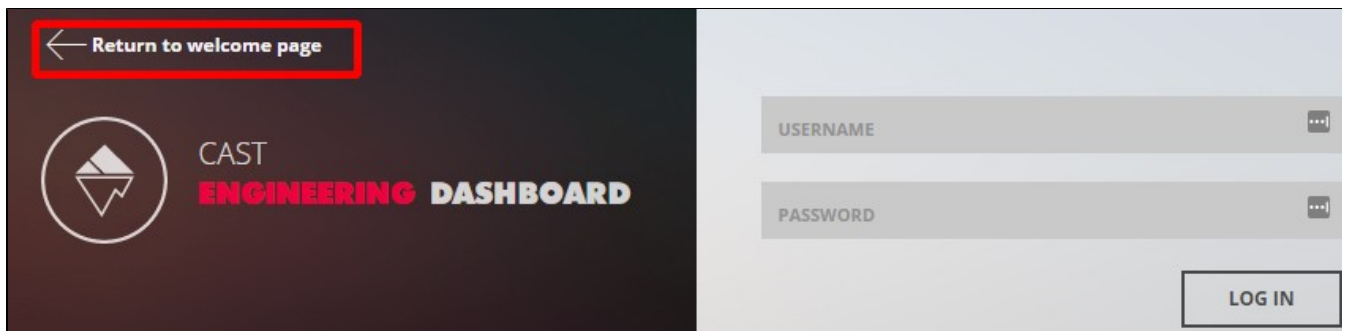 Return to welcome page
CAST
ENGINEERING DASHBOARD
USERNAME
PASSWORD
LOG IN